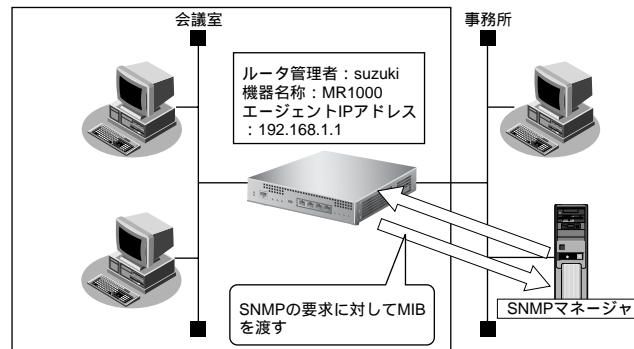 会議室
事務所
ルータ管理者：suzuki
機器名称：MR1000
エージェントIPアドレス
：192.168.1.1
SNMPの要求に対してMIB
を渡す
SNMPマネージャ